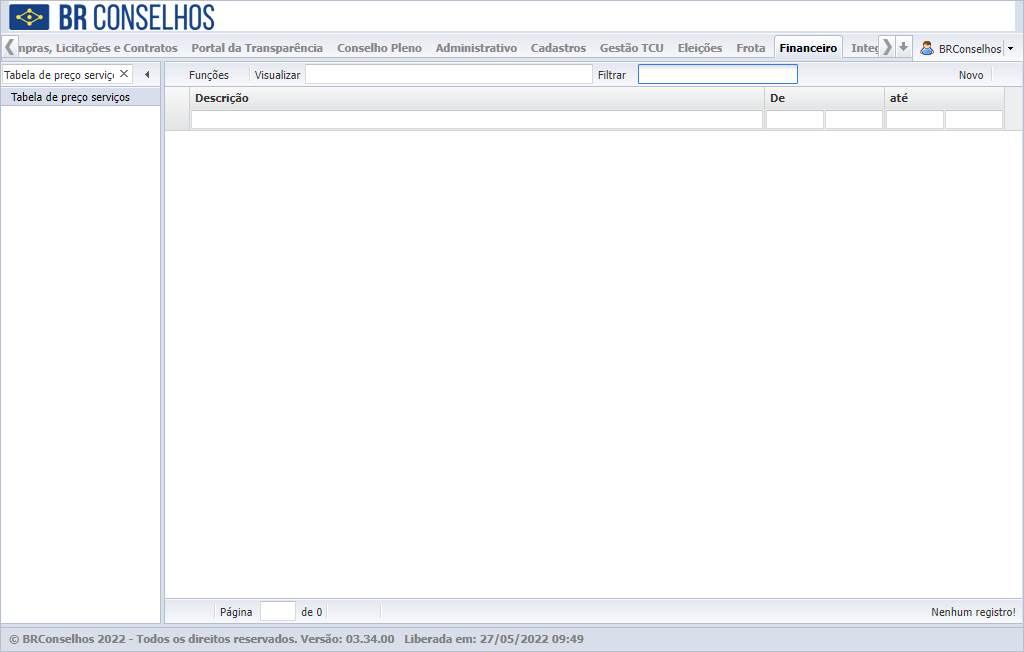 BR CONSELHOS
mpras, Licitações e Contratos Portal da Transparência Conselho Pleno Administrativo Cadastros Gestão TCU Eleições Frota Financeiro Integ BRConselhos
Tabela de preço serviç Funções Visualizar Filtrar Novo
Tabela de preço serviços Descrição De até
Página de 0 Nenhum registro!
© BRConselhos 2022 - Todos os direitos reservados. Versão: 03.34.00 Liberada em: 27/05/2022 09:49